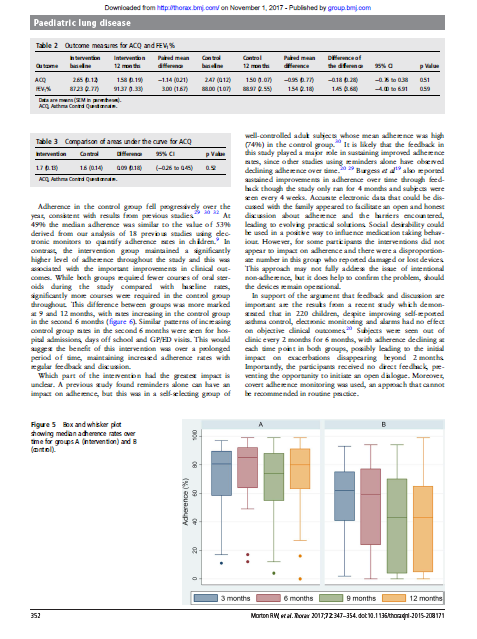 Downloaded from http://thorax.bmj.com/ on November 1, 2017 - Published by group.bmj.com
Paediatric lung disease
Table 2 Outcome measures for ACQ and FEV1%
Outcome Intervention baseline Intervention 12 months Paired mean difference Control baseline Control 12 months Paired mean difference Difference of the difference 95% CI p Value
ACQ 2.65 (0.12) 1.58 (0.19) −1.14 (0.21) 2.47 (0.12) 1.50 (1.07) −0.95 (0.77) −0.18 (0.28) −0.76 to 0.38 0.51
FEV1% 87.23 (2.77) 91.37 (1.33) 3.00 (1.67) 88.00 (1.07) 88.97 (2.55) 1.54 (2.18) 1.45 (3.68) −4.00 to 6.91 0.59
Data are means (SEM in parentheses).
ACQ, Asthma Control Questionnaire.
Table 3 Comparison of areas under the curve for ACQ
Intervention Control Difference 95% CI p Value
1.7 (0.13) 1.6 (0.14) 0.09 (0.18) (−0.26 to 0.45) 0.52
ACQ, Asthma Control Questionnaire.
Adherence in the control group fell progressively over the
year, consistent with results from previous studies.29 30 32 At
49% the median adherence was similar to the value of 53%
derived from our analysis of 18 previous studies using elec-
tronic monitors to quantify adherence rates in children.9 In
contrast, the intervention group maintained a significantly
higher level of adherence throughout the study and this was
associated with the important improvements in clinical out-
comes. While both groups required fewer courses of oral ster-
oids during the study compared with baseline rates,
significantly more courses were required in the control group
throughout. This difference between groups was more marked
at 9 and 12 months, with rates increasing in the control group
in the second 6 months (figure 6). Similar patterns of increasing
control group rates in the second 6 months were seen for hos-
pital admissions, days off school and GP/ED visits. This would
suggest the benefit of this intervention was over a prolonged
period of time, maintaining increased adherence rates with
regular feedback and discussion.
Which part of the intervention had the greatest impact is
unclear. A previous study found reminders alone can have an
impact on adherence, but this was in a self-selecting group of
well-controlled adult subjects whose mean adherence was high
(74%) in the control group.30 It is likely that the feedback in
this study played a major role in sustaining improved adherence
rates, since other studies using reminders alone have observed
declining adherence over time.20 29 Burgess et al19 also reported
sustained improvements in adherence over time through feed-
back though the study only ran for 4 months and subjects were
seen every 4 weeks. Accurate electronic data that could be dis-
cussed with the family appeared to facilitate an open and honest
discussion about adherence and the barriers encountered,
leading to evolving practical solutions. Social desirability could
be used in a positive way to influence medication taking behav-
iour. However, for some participants the interventions did not
appear to impact on adherence and there were a disproportion-
ate number in this group who reported damaged or lost devices.
This approach may not fully address the issue of intentional
non-adherence, but it does help to confirm the problem, should
the devices remain operational.
In support of the argument that feedback and discussion are
important are the results from a recent study which demon-
strated that in 220 children, despite improving self-reported
asthma control, electronic monitoring and alarms had no effect
on objective clinical outcomes.20 Subjects were seen out of
clinic every 2 months for 6 months, with adherence declining at
each time point in both groups, possibly leading to the initial
impact on exacerbations disappearing beyond 2 months.
Importantly, the participants received no direct feedback, pre-
venting the opportunity to initiate an open dialogue. Moreover,
covert adherence monitoring was used, an approach that cannot
be recommended in routine practice.
Figure 5 Box and whisker plot
showing median adherence rates over
time for groups A (intervention) and B
(control).
A B
Adherence (%)
100
80
60
40
20
0
3 months 6 months 9 months 12 months
352 Morton RW, et al. Thorax 2017;72:347–354. doi:10.1136/thoraxjnl-2015-208171